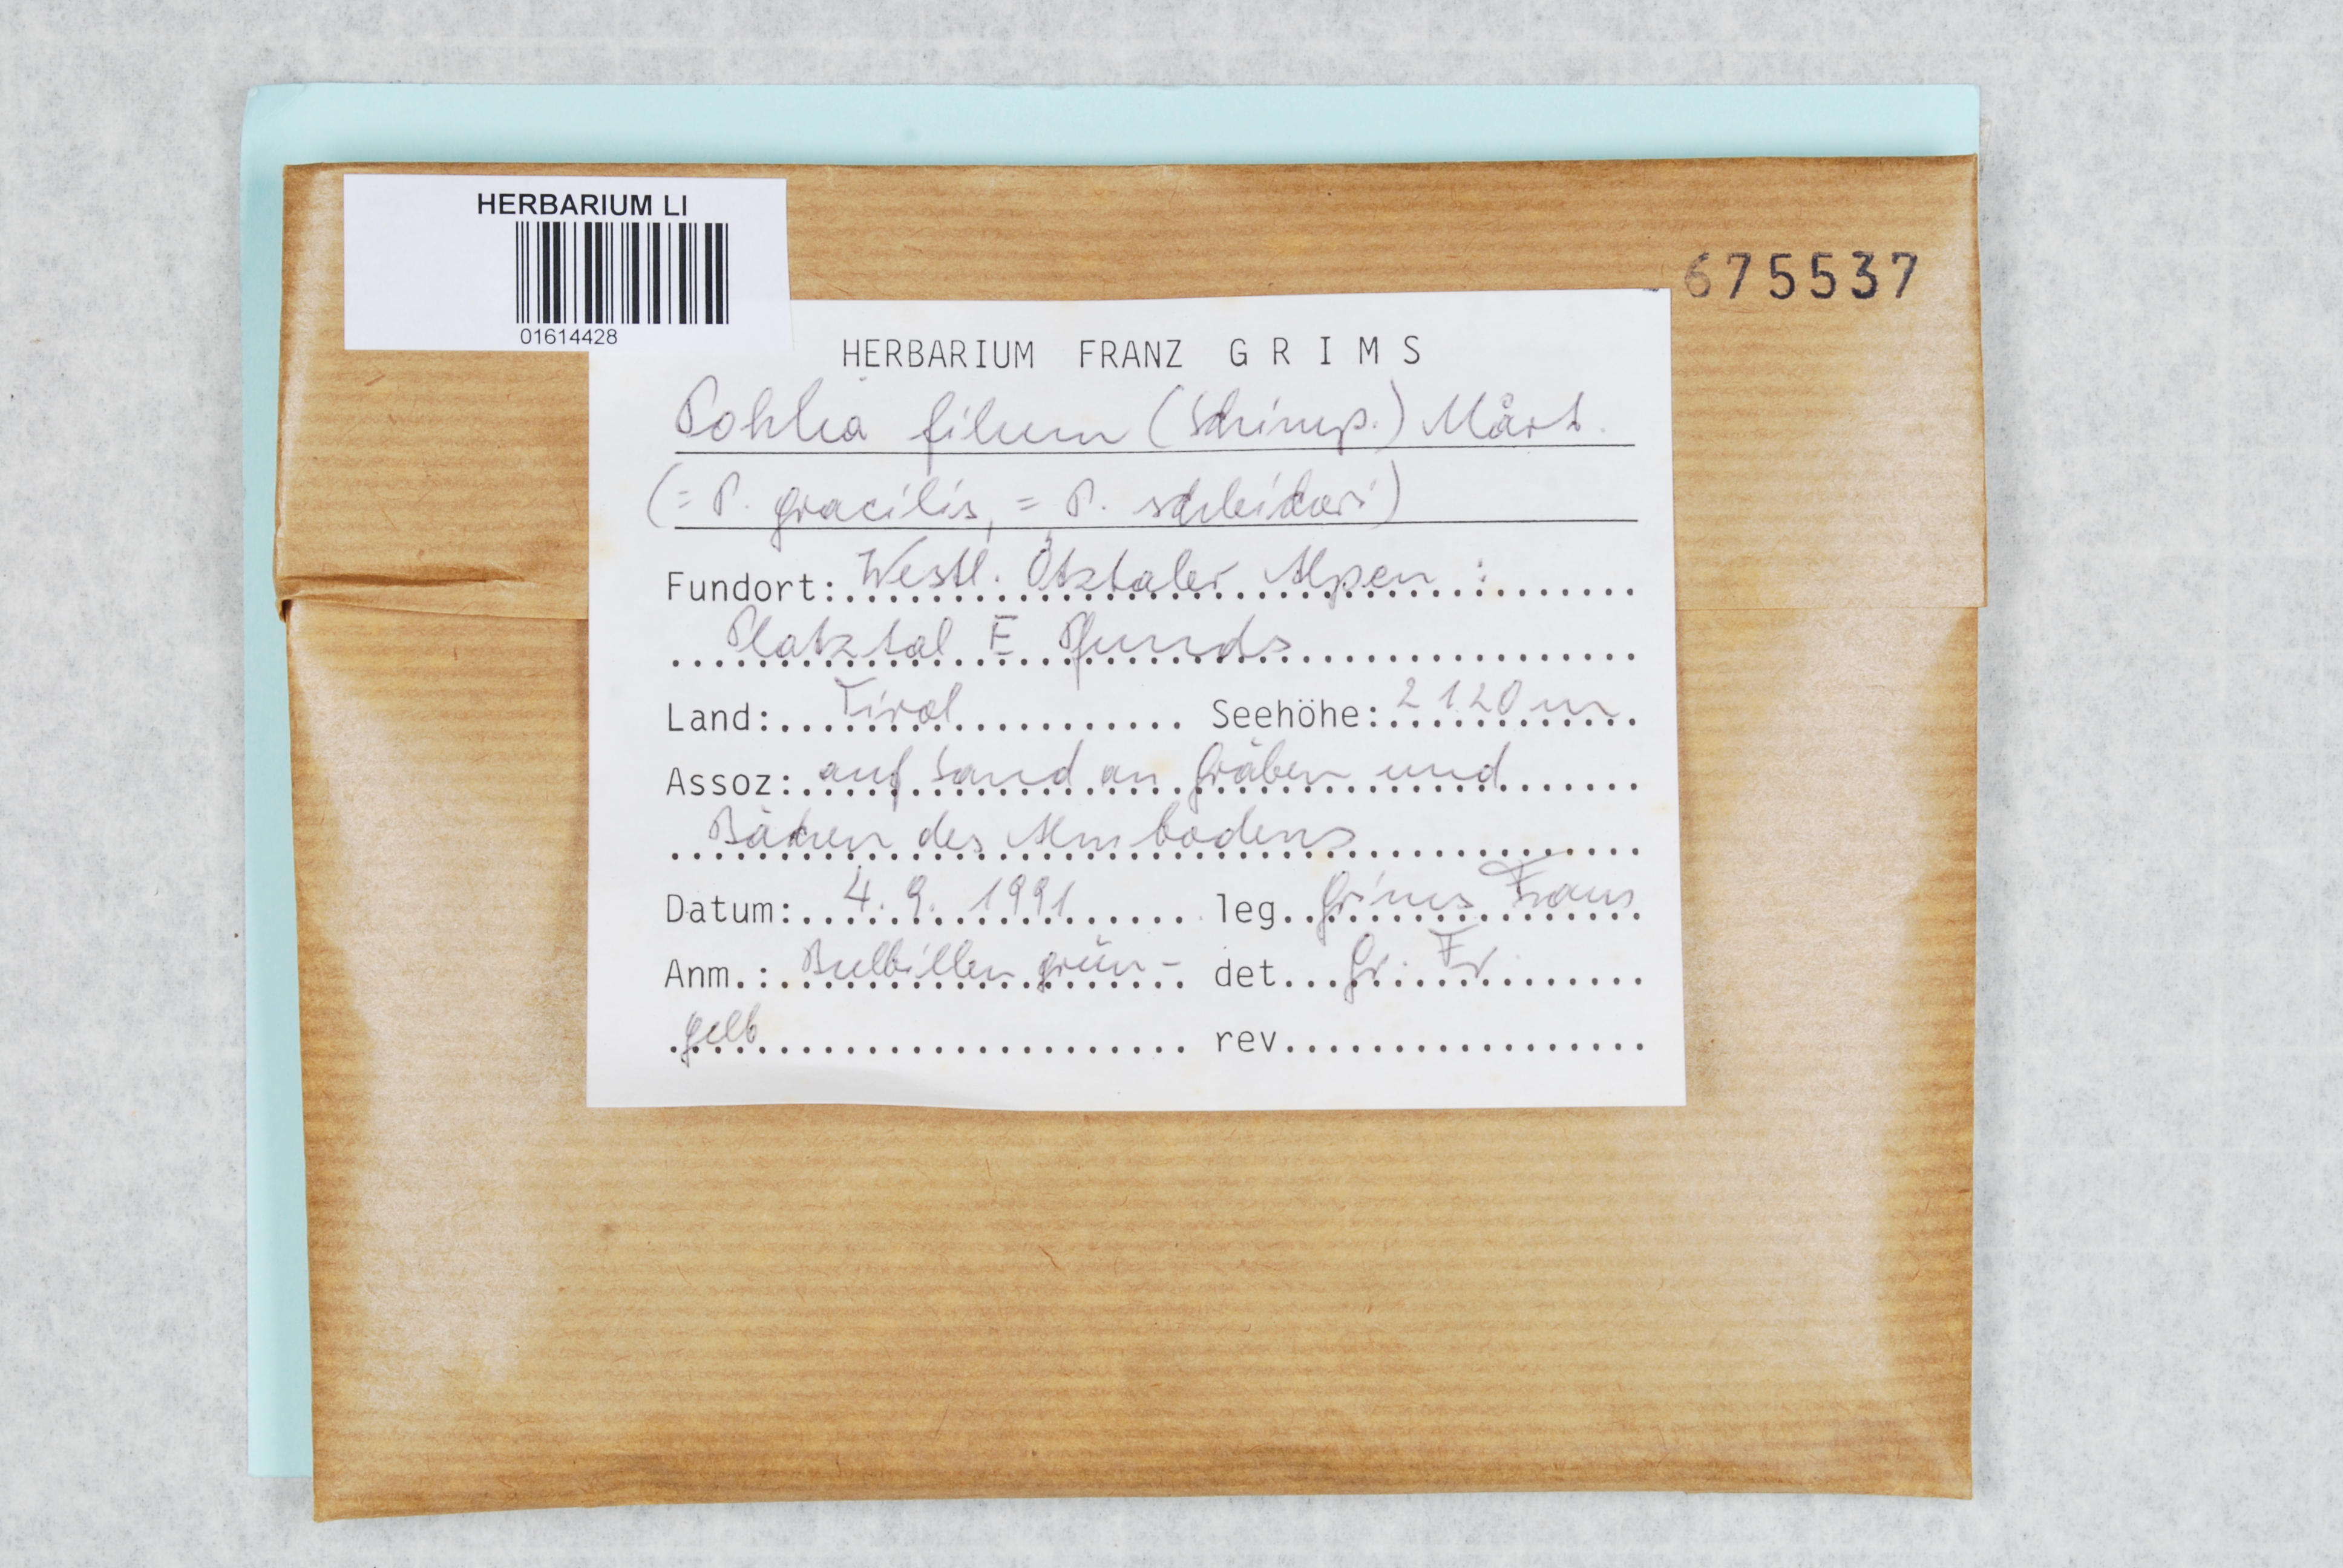 HERBARIUM LI
01614428
675537
HERBARIUM FRANZ G R I M S
Pohlia filum (Schimp.) Mårt.
(= P. gracilis, = P. schleicheri)
Fundort: Westl. Ötztaler Alpen :
Platztal E Pfunds
Land: Tirol Seehöhe: 2120 m
Assoz: auf Sand an Gräben und
Bächen des Almbodens
Datum: 4. 9. 1991 leg Grims Franz
Anm.: Bulbillen grün- det Gr. Fr.
gelb rev